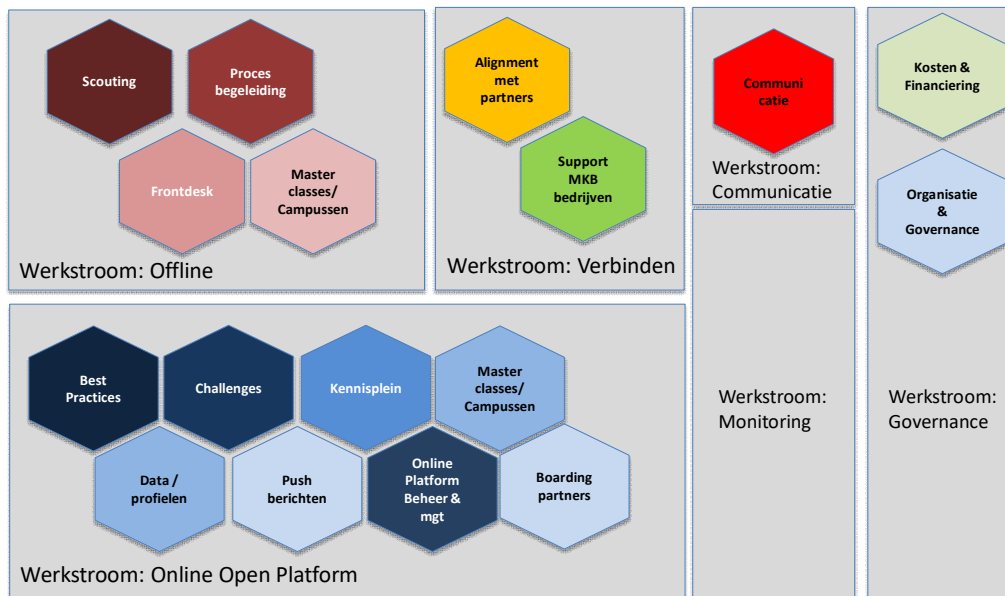 Scouting
Proces
begeleiding
Frontdesk
Master
classes/
Campussen
Werkstroom: Offline
Alignment
met
partners
Support
MKB
bedrijven
Werkstroom: Verbinden
Communi
catie
Werkstroom:
Communicatie
Kosten &
Financiering
Organisatie
&
Governance
Werkstroom:
Governance
Werkstroom:
Monitoring
Best
Practices
Challenges
Kennisplein
Master
classes/
Campussen
Data /
profielen
Push
berichten
Online
Platform
Beheer &
mgt
Boarding
partners
Werkstroom: Online Open Platform